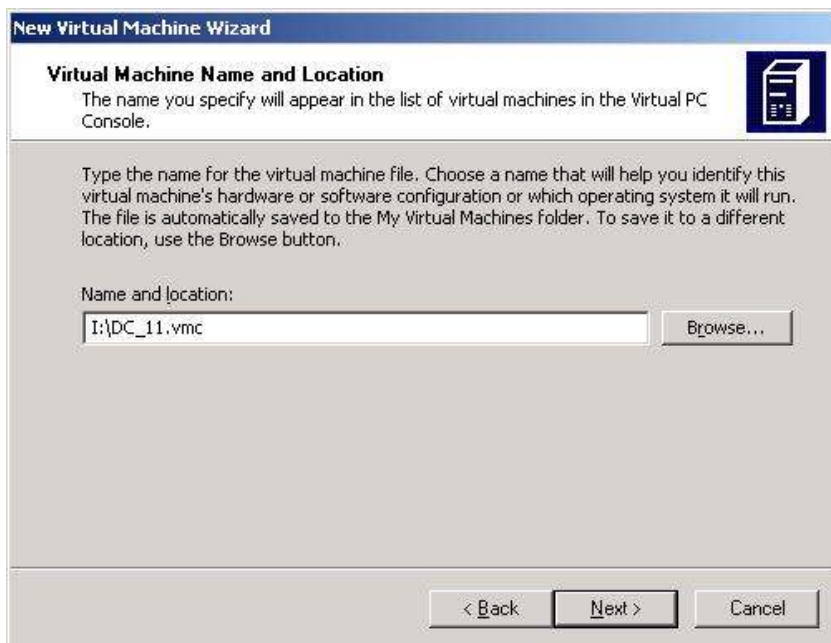 New Virtual Machine Wizard
Virtual Machine Name and Location
The name you specify will appear in the list of virtual machines in the Virtual PC
Console.
Type the name for the virtual machine file. Choose a name that will help you identify this
virtual machine's hardware or software configuration or which operating system it will run.
The file is automatically saved to the My Virtual Machines folder. To save it to a different
location, use the Browse button.
Name and location:
I:\DC_11.vmc
Browse...
< Back
Next >
Cancel